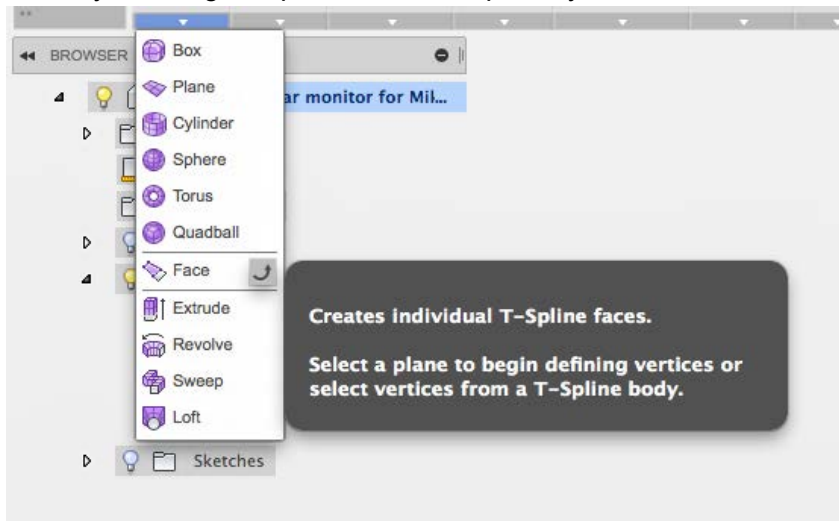 BROWSER
ar monitor for Mil...
Box
Plane
Cylinder
Sphere
Torus
Quadball
Face
Extrude
Revolve
Sweep
Loft
Creates individual T-Spline faces.
Select a plane to begin defining vertices or
select vertices from a T-Spline body.
Sketches